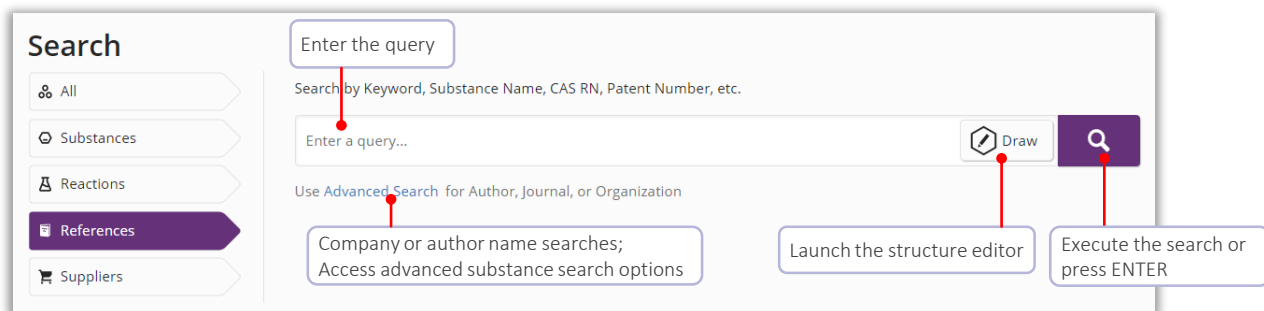 Search
All
Substances
Reactions
References
Suppliers
Enter the query
Search by Keyword, Substance Name, CAS RN, Patent Number, etc.
Enter a query...
Draw
Use Advanced Search for Author, Journal, or Organization
Company or author name searches;
Access advanced substance search options
Launch the structure editor
Execute the search or
press ENTER